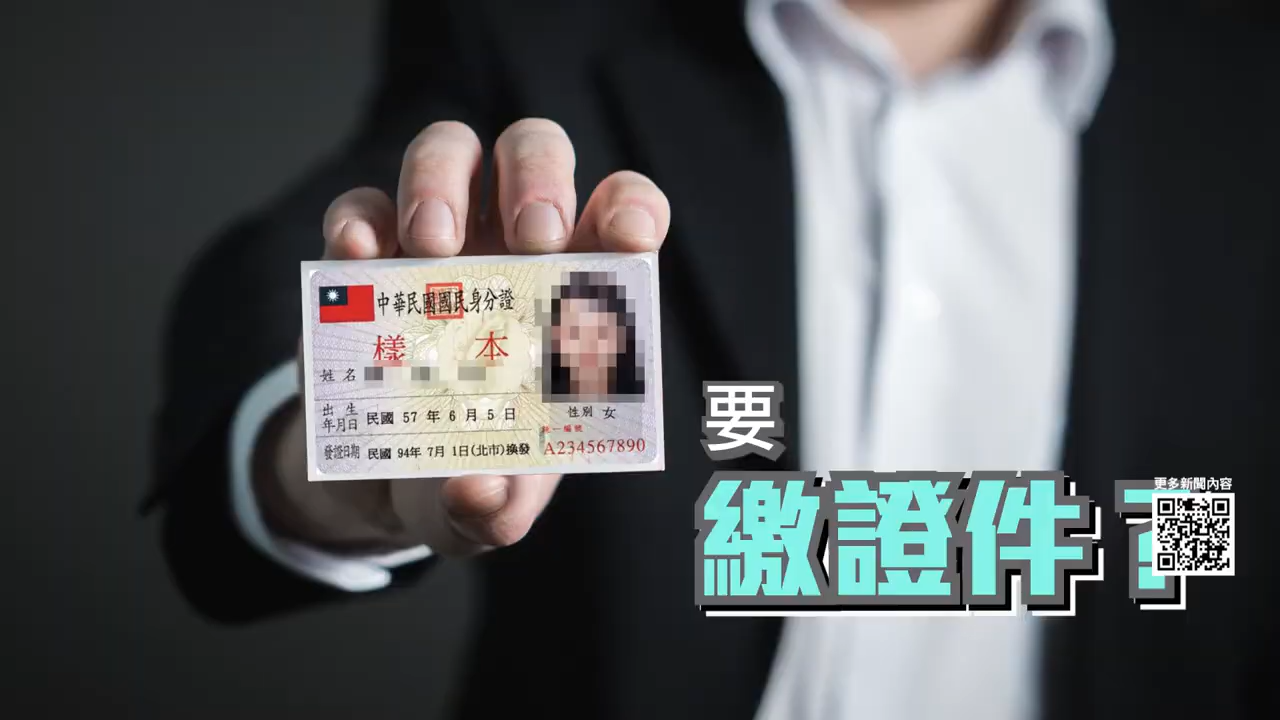 中華民國國民身分證
樣 本
姓 名
出 生
年月日
民國 57 年 6 月 5 日
發證日期 民國 94年 7月 1日(北市)換發
性別 女
統一編號
A234567890
要
繳證件?
更多新聞內容